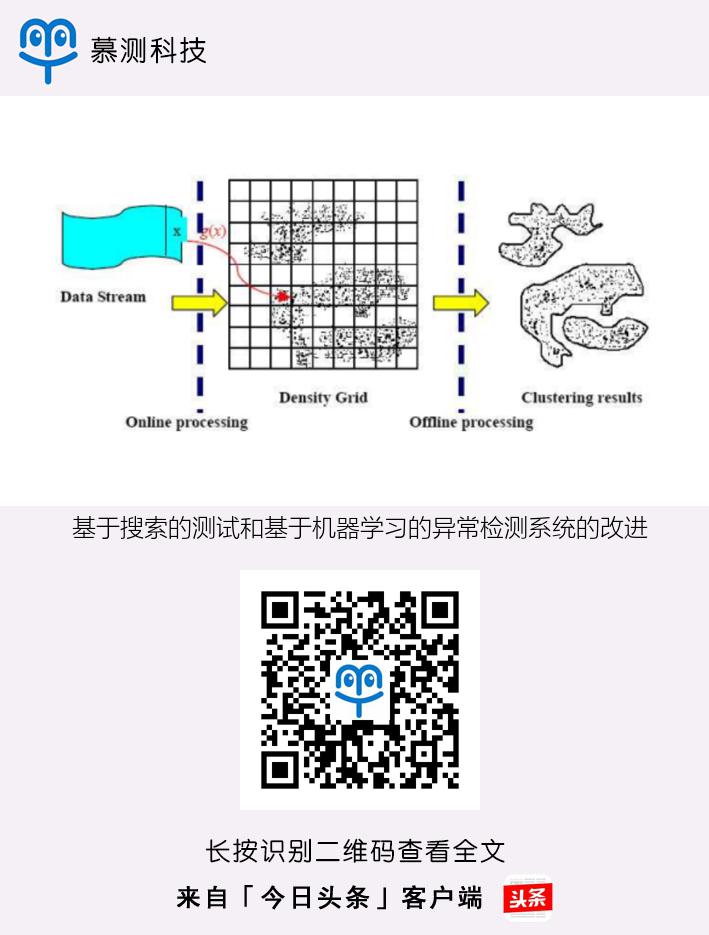 慕测科技
x
g(x)
Data Stream
Density Grid
Clustering results
Online processing
Offline processing
基于搜索的测试和基于机器学习的异常检测系统的改进
长按识别二维码查看全文
来自「今日头条」客户端
头条